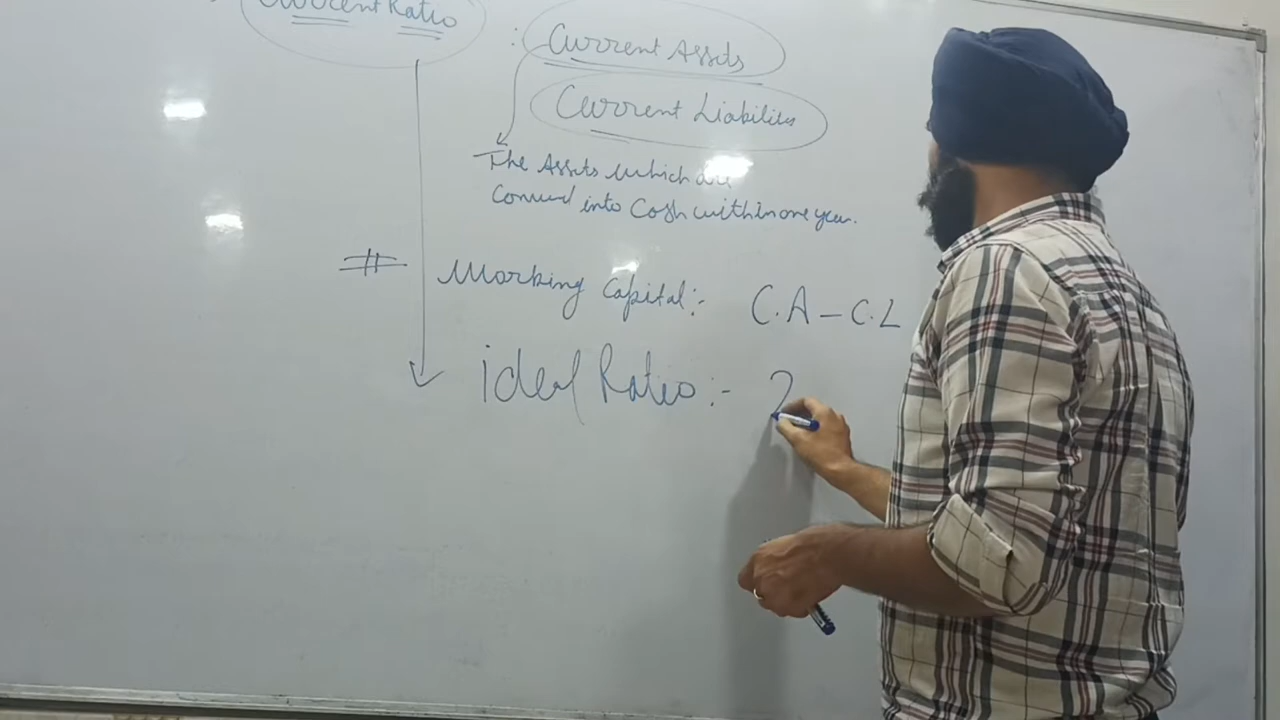 Current Ratio
: Current Assets
Current Liabilities
The Assets which are
Convert into Cash within one year.
# Working Capital:- C.A - C.L
ideal Ratio:- 2